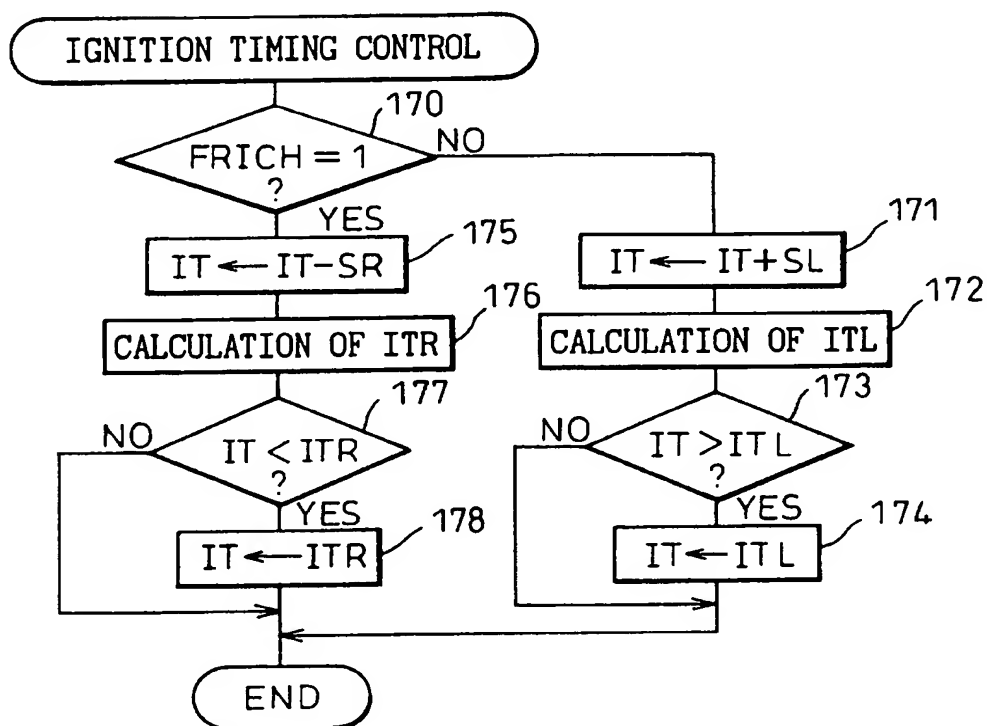 IGNITION TIMING CONTROL
170
FRICH = 1
?
NO
YES
175
IT ← IT-SR
176
CALCULATION OF ITR
177
IT < ITR
?
NO
YES
178
IT ← ITR
171
IT ← IT+SL
172
CALCULATION OF ITL
173
IT > ITL
?
NO
YES
174
IT ← ITL
END